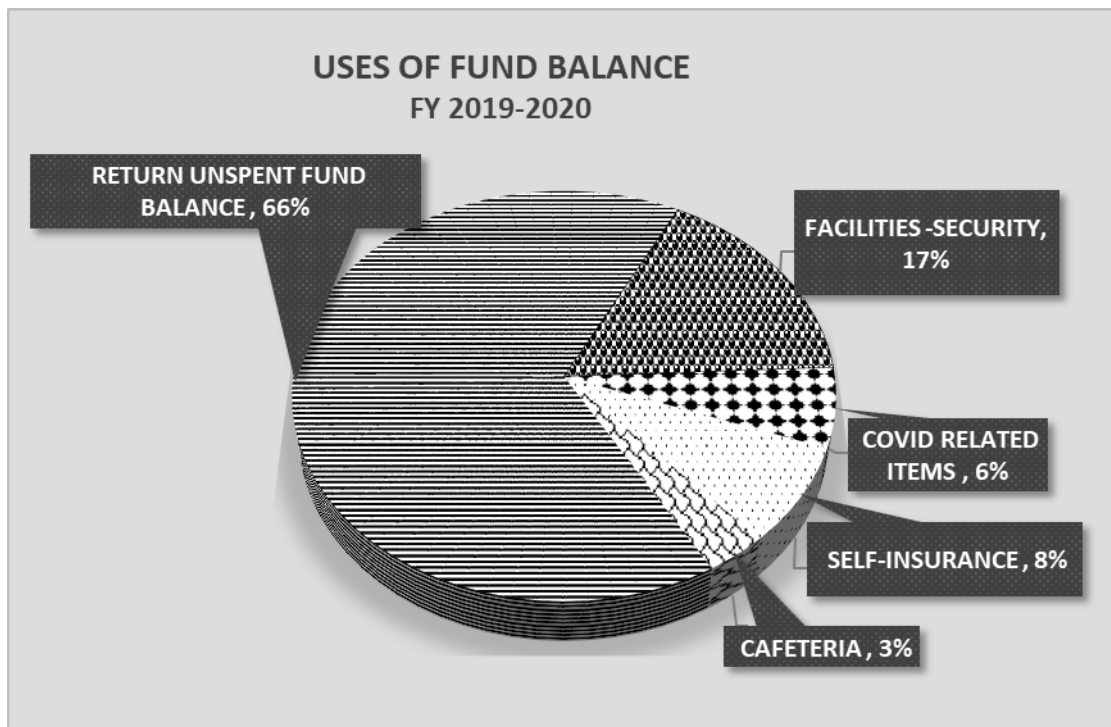 USES OF FUND BALANCE
FY 2019-2020
RETURN UNSPENT FUND
BALANCE , 66%
FACILITIES -SECURITY,
17%
COVID RELATED
ITEMS , 6%
SELF-INSURANCE , 8%
CAFETERIA , 3%